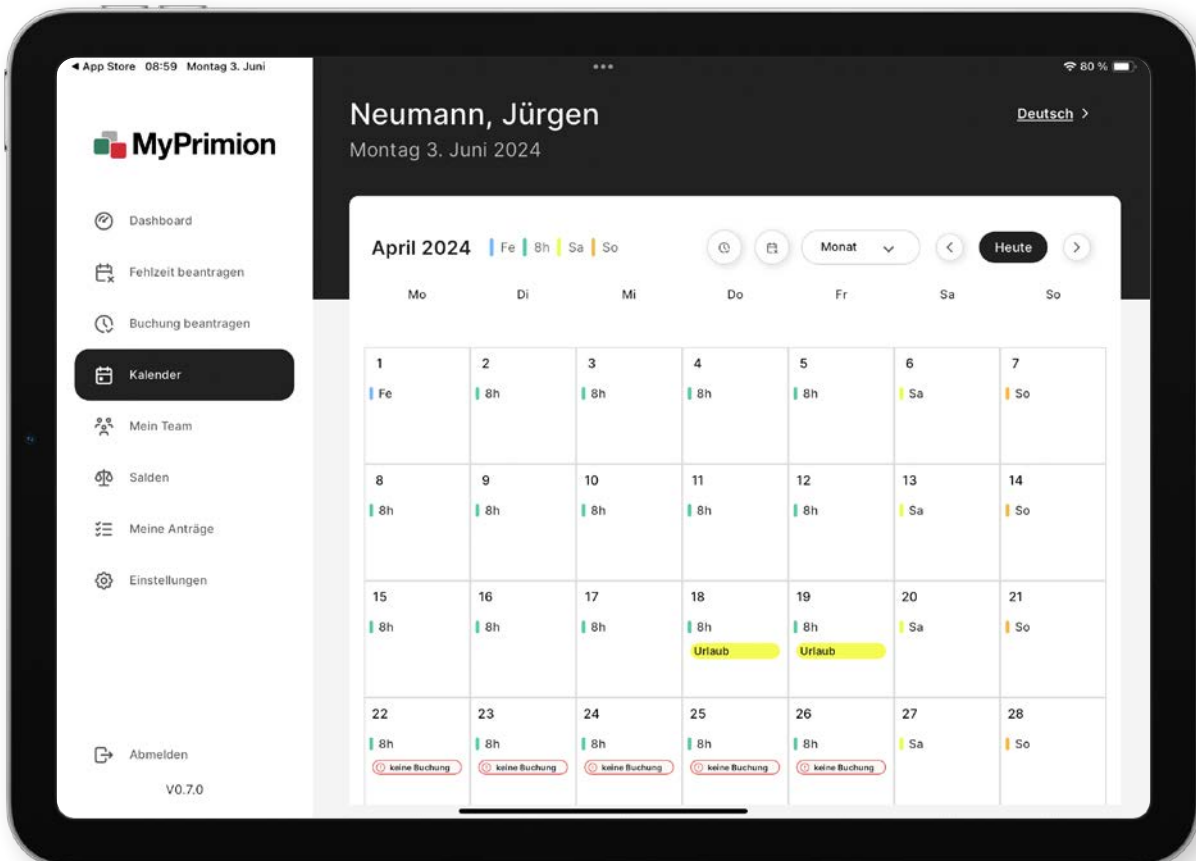 ◀ App Store 08:59 Montag 3. Juni
80 %
MyPrimion
Neumann, Jürgen
Deutsch >
Montag 3. Juni 2024
Dashboard
Fehlzeit beantragen
Buchung beantragen
Kalender
Mein Team
Salden
Meine Anträge
Einstellungen
Abmelden
V0.7.0
April 2024 Fe 8h Sa So
Monat
Heute
Mo Di Mi Do Fr Sa So
1 2 3 4 5 6 7
Fe 8h 8h 8h 8h Sa So
8 9 10 11 12 13 14
8h 8h 8h 8h 8h Sa So
15 16 17 18 19 20 21
8h 8h 8h 8h 8h Sa So
Urlaub Urlaub
22 23 24 25 26 27 28
8h 8h 8h 8h 8h Sa So
keine Buchung keine Buchung keine Buchung keine Buchung keine Buchung